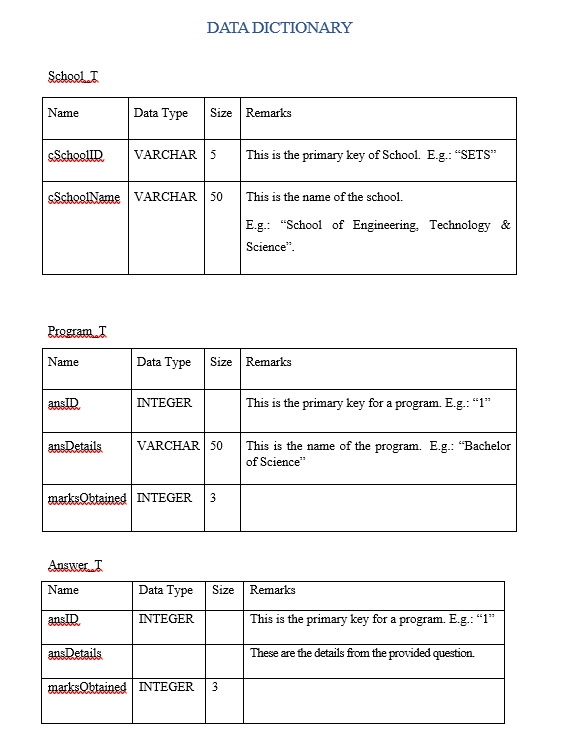 DATA DICTIONARY
School_T
Name Data Type Size Remarks
cSchoolID VARCHAR 5 This is the primary key of School. E.g.: “SETS”
cSchoolName VARCHAR 50 This is the name of the school.
E.g.: “School of Engineering, Technology &
Science”.
Program_T
Name Data Type Size Remarks
ansID INTEGER This is the primary key for a program. E.g.: “1”
ansDetails VARCHAR 50 This is the name of the program. E.g.: “Bachelor
of Science”
marksObtained INTEGER 3
Answer_T
Name Data Type Size Remarks
ansID INTEGER This is the primary key for a program. E.g.: “1”
ansDetails These are the details from the provided question.
marksObtained INTEGER 3